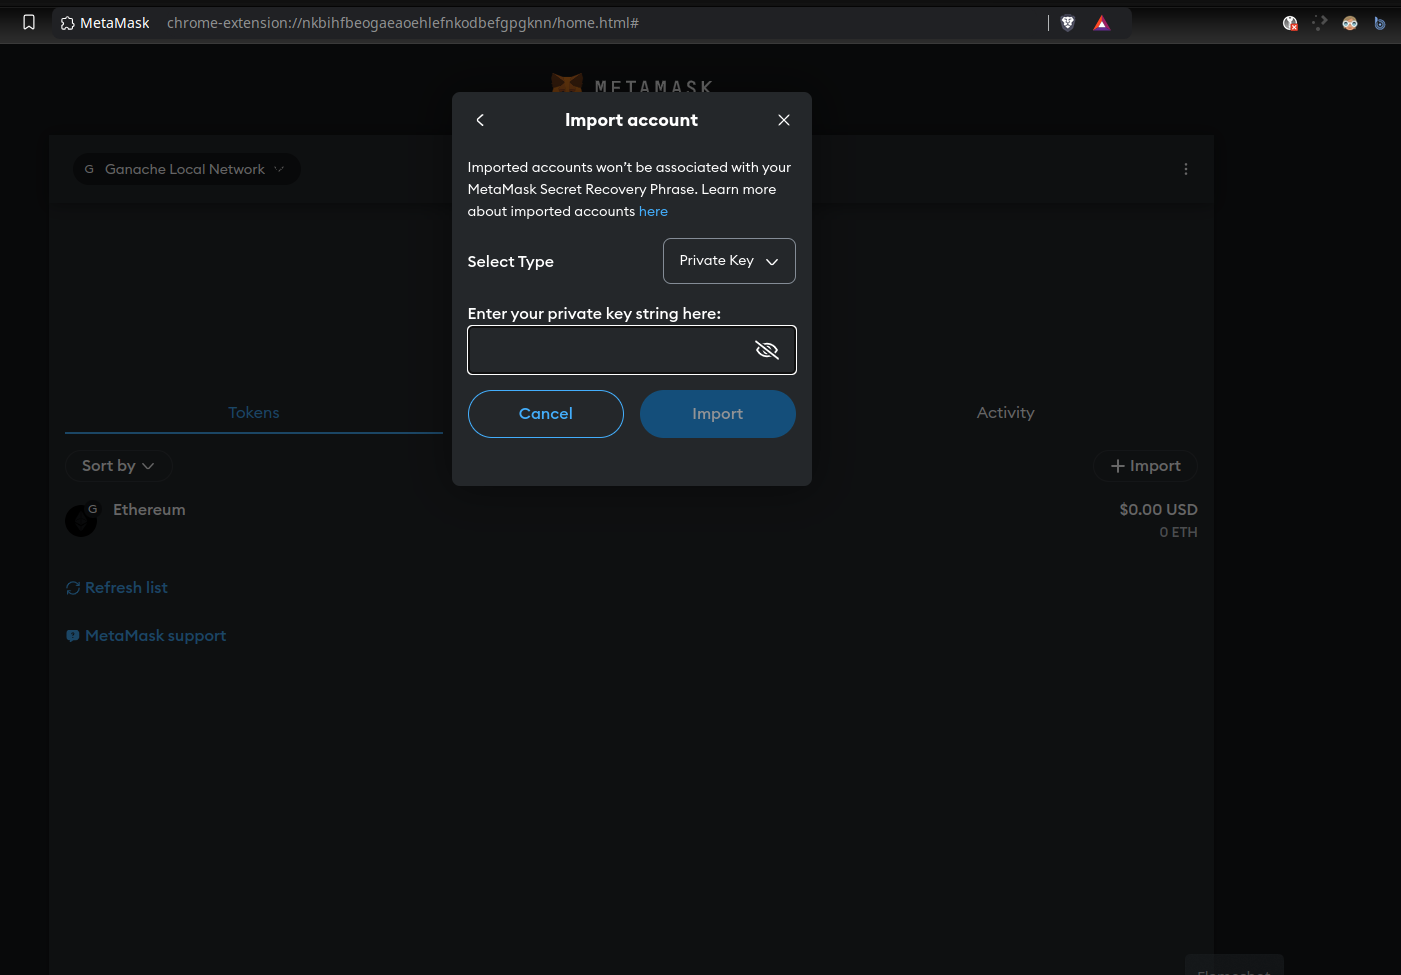 MetaMask chrome-extension://nkbihfbeogaeaoehlefnkodbefgpgknn/home.html#
METAMASK
Import account
G Ganache Local Network
Imported accounts won’t be associated with your
MetaMask Secret Recovery Phrase. Learn more
about imported accounts here
Select Type
Private Key
Enter your private key string here:
Cancel
Import
Tokens
Activity
Sort by
Import
G
Ethereum
$0.00 USD
0 ETH
Refresh list
MetaMask support